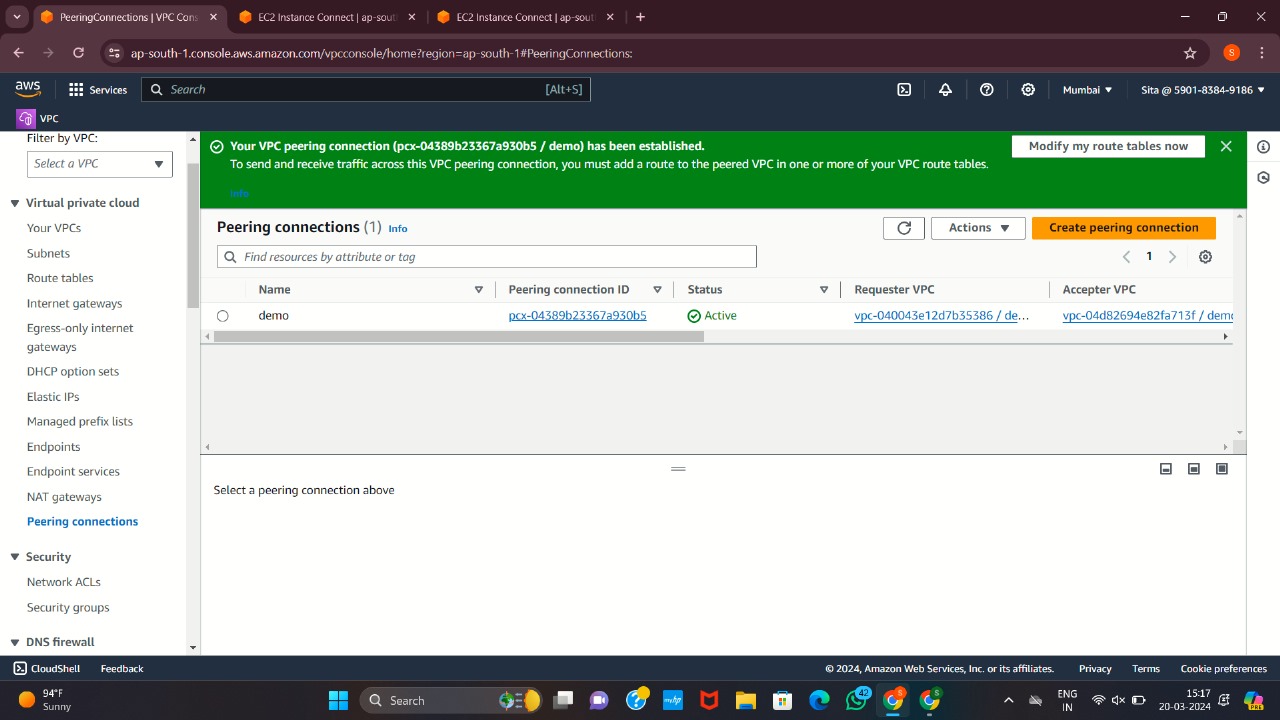 PeeringConnections | VPC Cons
EC2 Instance Connect | ap-sout
EC2 Instance Connect | ap-sout
ap-south-1.console.aws.amazon.com/vpcconsole/home?region=ap-south-1#PeeringConnections:
S
aws
Services
Search
[Alt+S]
Mumbai
Sita @ 5901-8384-9186
VPC
Filter by VPC:
Select a VPC
Virtual private cloud
Your VPCs
Subnets
Route tables
Internet gateways
Egress-only internet
gateways
DHCP option sets
Elastic IPs
Managed prefix lists
Endpoints
Endpoint services
NAT gateways
Peering connections
Security
Network ACLs
Security groups
DNS firewall
Your VPC peering connection (pcx-04389b23367a930b5 / demo) has been established.
To send and receive traffic across this VPC peering connection, you must add a route to the peered VPC in one or more of your VPC route tables.
Info
Modify my route tables now
Peering connections (1) Info
Actions
Create peering connection
Find resources by attribute or tag
1
Name
Peering connection ID
Status
Requester VPC
Accepter VPC
demo
pcx-04389b23367a930b5
Active
vpc-040043e12d7b35386 / de...
vpc-04d82694e82fa713f / demo
Select a peering connection above
CloudShell
Feedback
© 2024, Amazon Web Services, Inc. or its affiliates.
Privacy
Terms
Cookie preferences
94°F
Sunny
Search
myhp
42
S
S
ENG
IN
15:17
20-03-2024
PRE